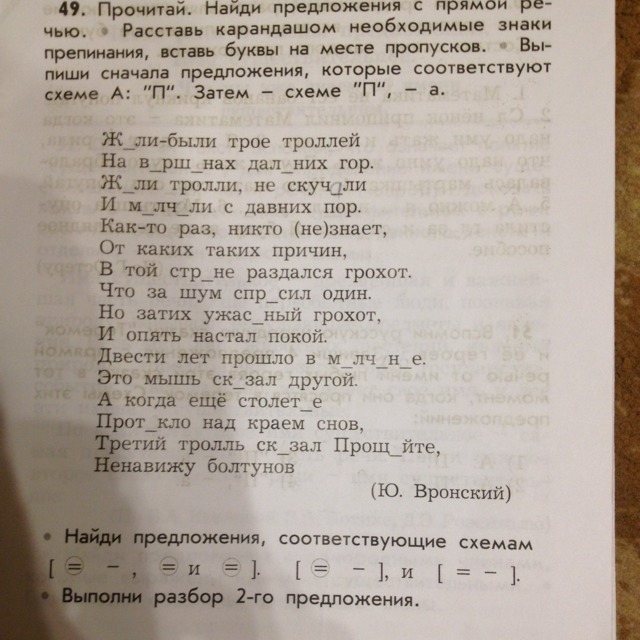 49. Прочитай. Найди предложения с прямой ре-
чью. • Расставь карандашом необходимые знаки
препинания, вставь буквы на месте пропусков. • Вы-
пиши сначала предложения, которые соответствуют
схеме А: "П". Затем – схеме "П", – а.
Ж_ли-были трое троллей
На в_рш_нах дал_них гор.
Ж_ли тролли, не скучали
И м_лч_ли с давних пор.
Как-то раз, никто (не)знает,
От каких таких причин,
В той стр_не раздался грохот.
Что за шум спр_сил один.
Но затих ужас_ный грохот,
И опять настал покой.
Двести лет прошло в м_лч_н_е.
Это мышь ск_зал другой.
А когда ещё столет_е
Прот_кло над краем снов,
Третий тролль ск_зал Прощ_йте,
Ненавижу болтунов
(Ю. Вронский)
• Найди предложения, соответствующие схемам
[ = – , = и = ]. [ = – ], и [ = – ].
• Выполни разбор 2-го предложения.